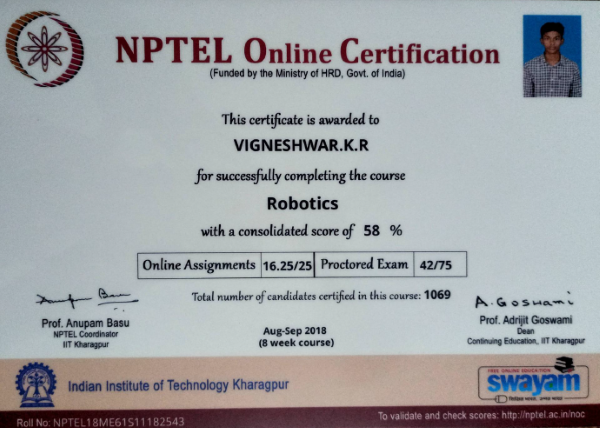 NPTEL Online Certification
(Funded by the Ministry of HRD, Govt. of India)
This certificate is awarded to
VIGNESHWAR.K.R
for successfully completing the course
Robotics
with a consolidated score of 58 %
Online Assignments 16.25/25 Proctored Exam 42/75
Total number of candidates certified in this course: 1069
Anupam Basu
A. Goswami
Prof. Anupam Basu
NPTEL Coordinator
IIT Kharagpur
Aug-Sep 2018
(8 week course)
Prof. Adrijit Goswami
Dean
Continuing Education, IIT Kharagpur
Indian Institute of Technology Kharagpur
FREE ONLINE EDUCATION
swayam
Roll No: NPTEL18ME61S11182543
To validate and check scores: http://nptel.ac.in/noc